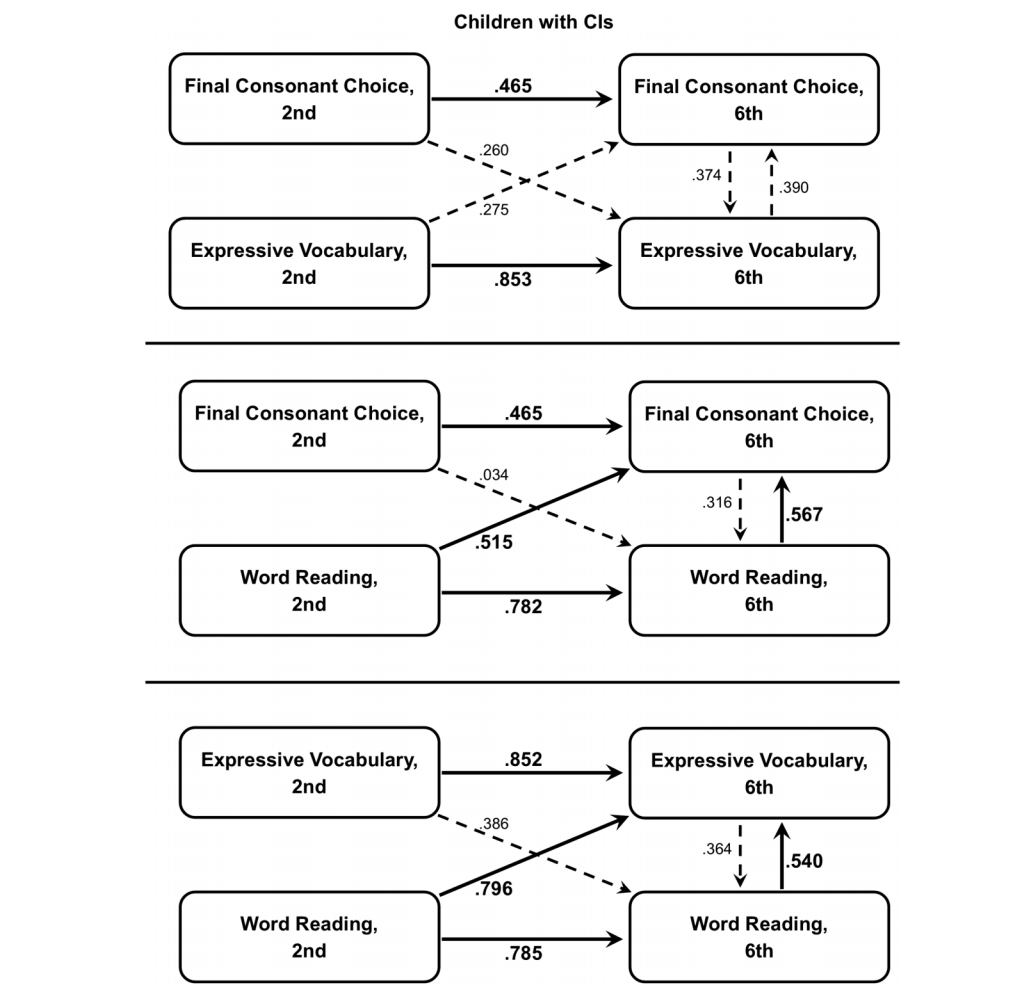 Children with CIs
Final Consonant Choice,
2nd
.465
Final Consonant Choice,
6th
.260
.275
.374
.390
Expressive Vocabulary,
2nd
.853
Expressive Vocabulary,
6th
Final Consonant Choice,
2nd
.465
Final Consonant Choice,
6th
.034
.515
.316
.567
Word Reading,
2nd
.782
Word Reading,
6th
Expressive Vocabulary,
2nd
.852
Expressive Vocabulary,
6th
.386
.796
.364
.540
Word Reading,
2nd
.785
Word Reading,
6th